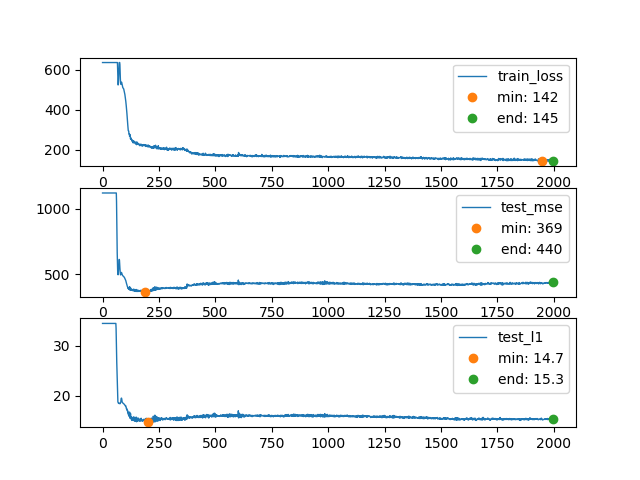 600
400
200
train_loss
min: 142
end: 145
0 250 500 750 1000 1250 1500 1750 2000
1000
500
test_mse
min: 369
end: 440
0 250 500 750 1000 1250 1500 1750 2000
30
20
test_l1
min: 14.7
end: 15.3
0 250 500 750 1000 1250 1500 1750 2000